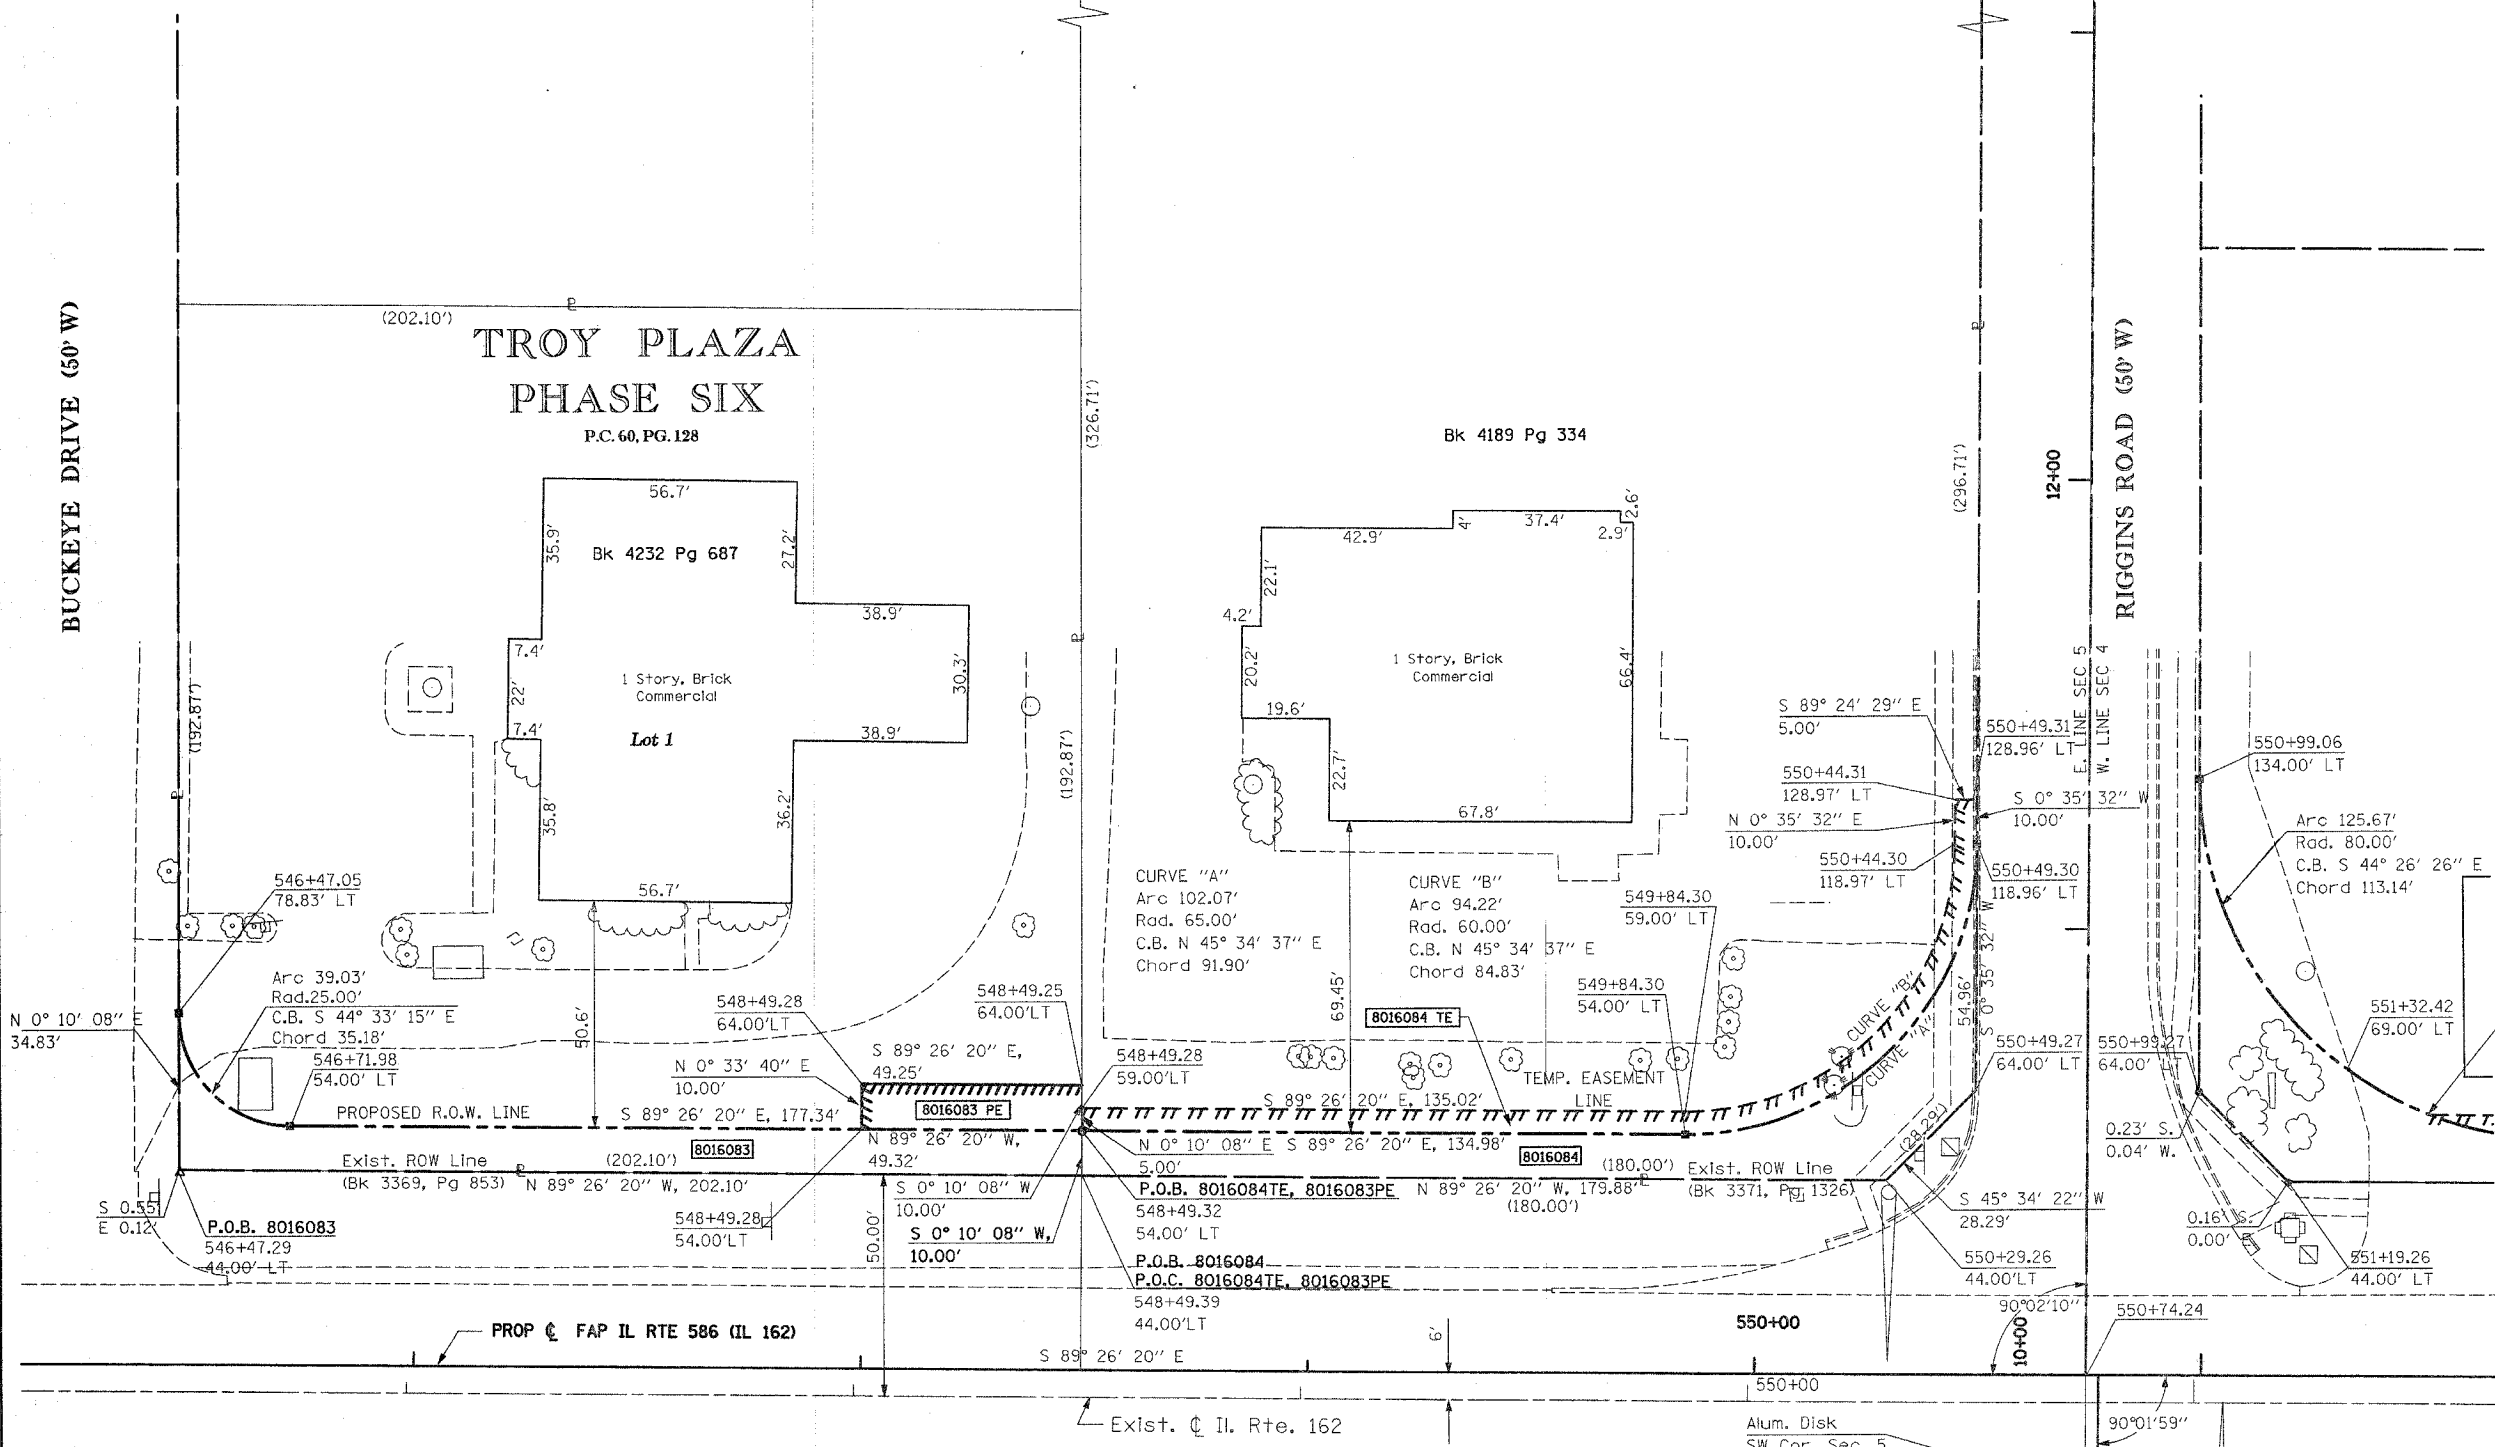 BUCKEYE DRIVE (50' W)
(202.10')
TROY PLAZA
PHASE SIX
P.C. 60, PG. 128
(326.71')
Bk 4189 Pg 334
(296.71')
12+00
RIGGINS ROAD (50' W)
56.7'
35.9'
Bk 4232 Pg 687
27.2'
38.9'
7.4'
22'
1 Story, Brick
Commercial
30.3'
7.4'
Lot 1
38.9'
35.8'
36.2'
56.7'
(192.87')
(192.87')
42.9'
4'
37.4'
2.6'
2.9'
22.1'
4.2'
20.2'
1 Story, Brick
Commercial
66.4'
19.6'
22.7'
67.8'
S 89° 24' 29" E
5.00'
550+49.31
128.96' LT
E. LINE SEC 5
W. LINE SEC 4
550+44.31
128.97' LT
S 0° 35' 32" W
10.00'
N 0° 35' 32" E
10.00'
550+44.30
118.97' LT
550+49.30
118.96' LT
550+99.06
134.00' LT
Arc 125.67'
Rad. 80.00'
C.B. S 44° 26' 26" E
Chord 113.14'
546+47.05
78.83' LT
CURVE "A"
Arc 102.07'
Rad. 65.00'
C.B. N 45° 34' 37" E
Chord 91.90'
CURVE "B"
Arc 94.22'
Rad. 60.00'
C.B. N 45° 34' 37" E
Chord 84.83'
549+84.30
59.00' LT
549+84.30
54.00' LT
Arc 39.03'
Rad.25.00'
C.B. S 44° 33' 15" E
Chord 35.18'
N 0° 10' 08" E
34.83'
546+71.98
54.00' LT
50.6'
548+49.28
64.00'LT
548+49.25
64.00'LT
69.45'
8016084 TE
CURVE "B"
CURVE "A"
54.96'
S 0° 35' 32" W
551+32.42
69.00' LT
S 89° 26' 20" E,
49.25'
548+49.28
59.00'LT
550+49.27
64.00' LT
550+99.27
64.00' LT
N 0° 33' 40" E
10.00'
TEMP. EASEMENT
LINE
PROPOSED R.O.W. LINE
S 89° 26' 20" E, 177.34'
8016083 PE
S 89° 26' 20" E, 135.02'
(28.29')
0.23' S.
0.04' W.
8016083
N 89° 26' 20" W,
49.32'
N 0° 10' 08" E
5.00'
S 89° 26' 20" E, 134.98'
8016084
Exist. ROW Line
(Bk 3369, Pg 853)
(202.10')
N 89° 26' 20" W, 202.10'
(180.00')
Exist. ROW Line
(Bk 3371, Pg 1326)
S 0° 10' 08" W
10.00'
P.O.B. 8016084TE, 8016083PE
548+49.32
54.00' LT
N 89° 26' 20" W, 179.88'
(180.00')
S 45° 34' 22" W
28.29'
S 0.55'
E 0.12'
P.O.B. 8016083
546+47.29
44.00' LT
548+49.28
54.00'LT
50.00'
S 0° 10' 08" W,
10.00'
0.16' S.
0.00'
P.O.B. 8016084
P.O.C. 8016084TE, 8016083PE
548+49.39
44.00'LT
550+29.26
44.00'LT
551+19.26
44.00' LT
PROP ℄ FAP IL RTE 586 (IL 162)
S 89° 26' 20" E
6'
550+00
90°02'10"
10+00
550+74.24
550+00
Exist. ℄ Il. Rte. 162
Alum. Disk
SW Cor. Sec. 5
90°01'59"